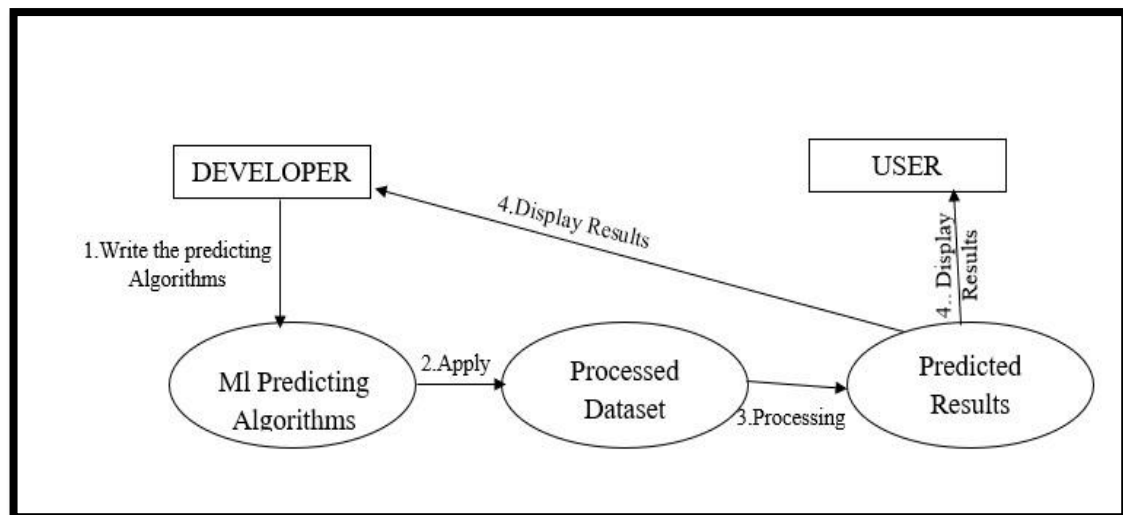 DEVELOPER
USER
4.Display Results
1.Write the predicting
Algorithms
4.. Display
Results
2.Apply
Ml Predicting
Algorithms
Processed
Dataset
3.Processing
Predicted
Results